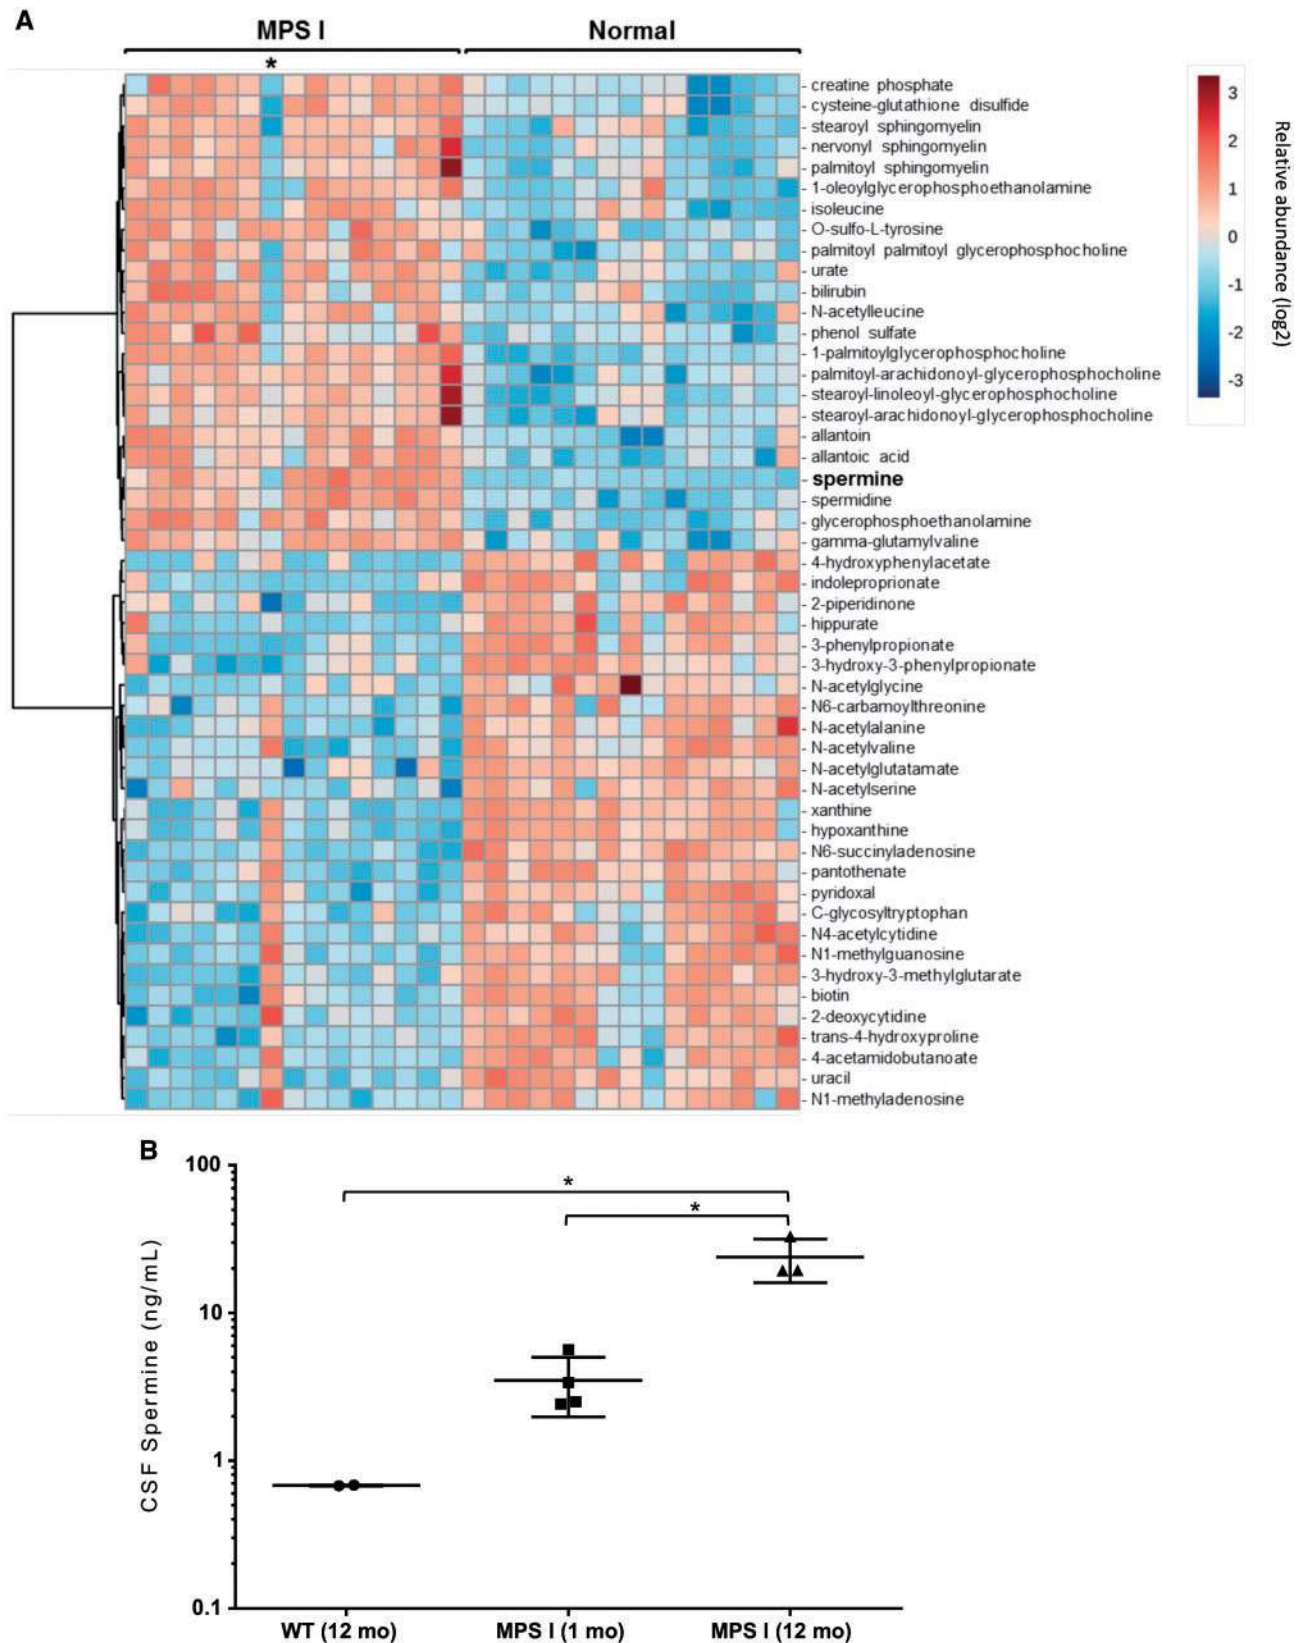 A
MPS I
Normal
*
creatine phosphate
cysteine-glutathione disulfide
stearoyl sphingomyelin
nervonyl sphingomyelin
palmitoyl sphingomyelin
1-oleoylglycerophosphoethanolamine
isoleucine
O-sulfo-L-tyrosine
palmitoyl palmitoyl glycerophosphocholine
urate
bilirubin
N-acetylleucine
phenol sulfate
1-palmitoylglycerophosphocholine
palmitoyl-arachidonoyl-glycerophosphocholine
stearoyl-linoleoyl-glycerophosphocholine
stearoyl-arachidonoyl-glycerophosphocholine
allantoin
allantoic acid
spermine
spermidine
glycerophosphoethanolamine
gamma-glutamylvaline
4-hydroxyphenylacetate
indoleproprionate
2-piperidinone
hippurate
3-phenylpropionate
3-hydroxy-3-phenylpropionate
N-acetylglycine
N6-carbamoylthreonine
N-acetylalanine
N-acetylvaline
N-acetylglutatamate
N-acetylserine
xanthine
hypoxanthine
N6-succinyladenosine
pantothenate
pyridoxal
C-glycosyltryptophan
N4-acetylcytidine
N1-methylguanosine
3-hydroxy-3-methylglutarate
biotin
2-deoxycytidine
trans-4-hydroxyproline
4-acetamidobutanoate
uracil
N1-methyladenosine
3
2
1
0
-1
-2
-3
Relative abundance (log2)
B
CSF Spermine (ng/mL)
100
10
1
0.1
*
*
WT (12 mo)
MPS I (1 mo)
MPS I (12 mo)